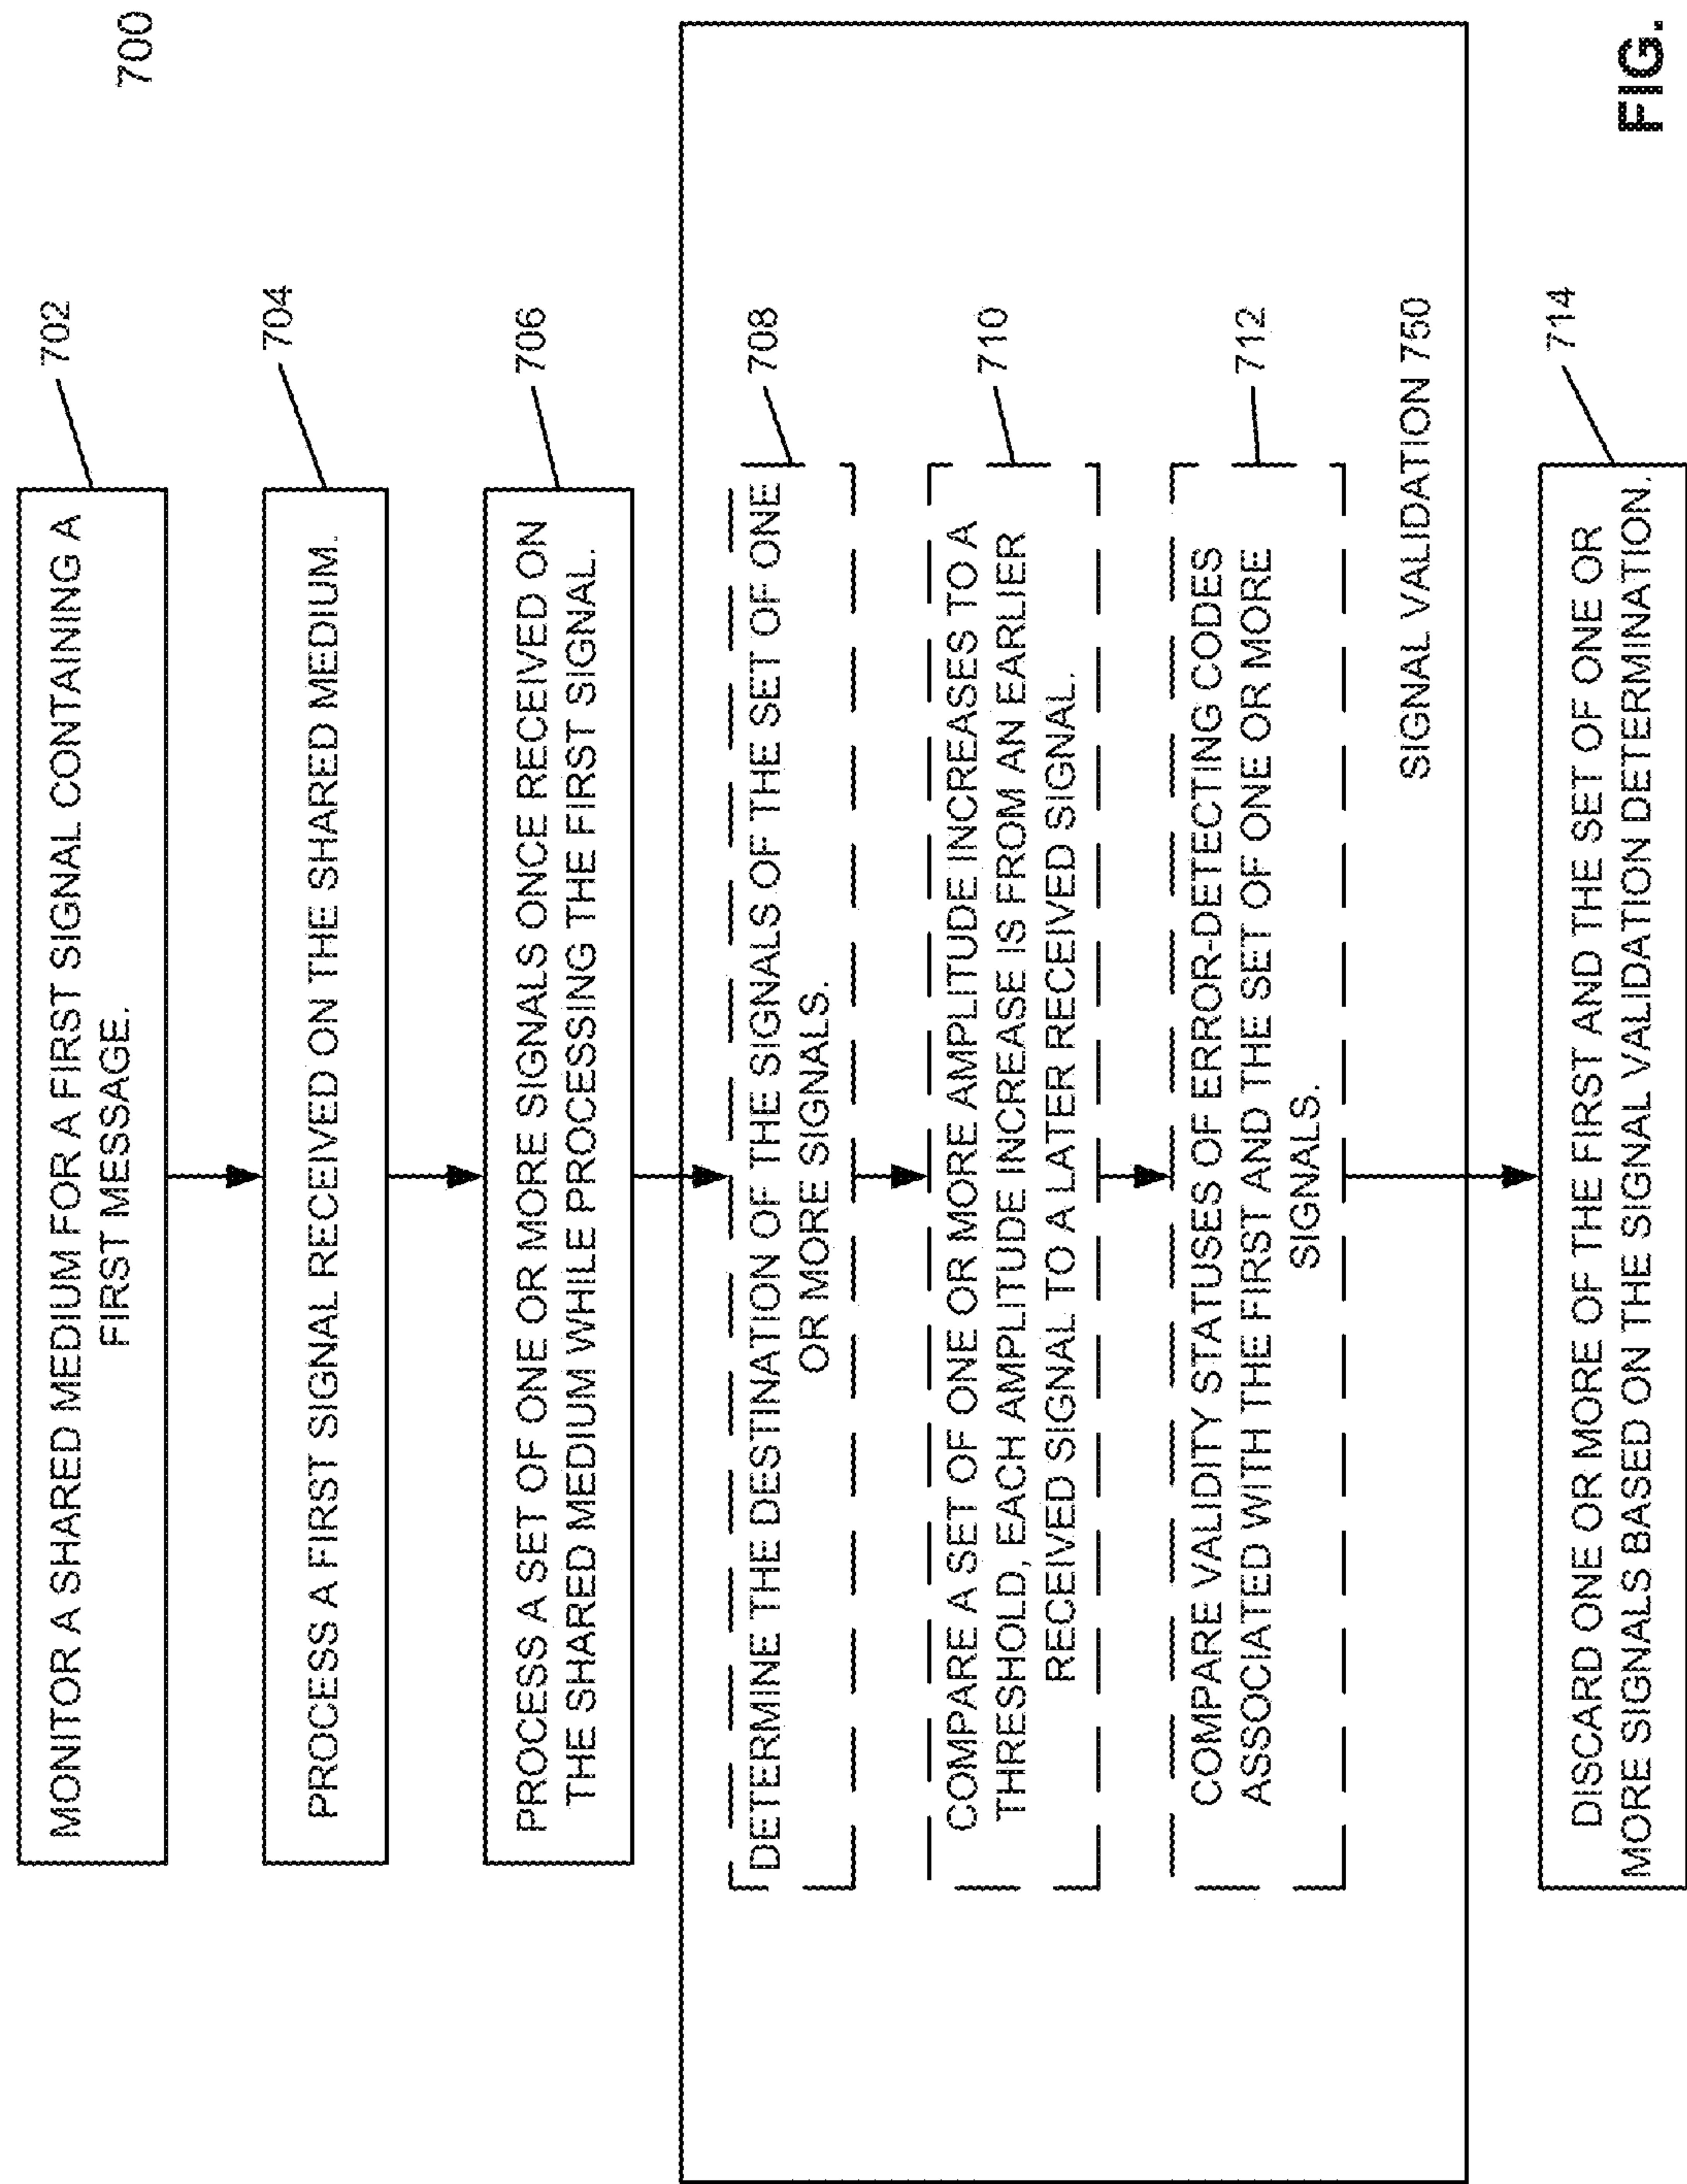 700
MONITOR A SHARED MEDIUM FOR A FIRST SIGNAL CONTAINING A
FIRST MESSAGE.
702
PROCESS A FIRST SIGNAL RECEIVED ON THE SHARED MEDIUM.
704
PROCESS A SET OF ONE OR MORE SIGNALS ONCE RECEIVED ON
THE SHARED MEDIUM WHILE PROCESSING THE FIRST SIGNAL.
706
DETERMINE THE DESTINATION OF THE SIGNALS OF THE SET OF ONE
OR MORE SIGNALS.
708
COMPARE A SET OF ONE OR MORE AMPLITUDE INCREASES TO A
THRESHOLD, EACH AMPLITUDE INCREASE IS FROM AN EARLIER
RECEIVED SIGNAL TO A LATER RECEIVED SIGNAL.
710
COMPARE VALIDITY STATUSES OF ERROR-DETECTING CODES
ASSOCIATED WITH THE FIRST AND THE SET OF ONE OR MORE
SIGNALS.
712
SIGNAL VALIDATION 750
DISCARD ONE OR MORE OF THE FIRST AND THE SET OF ONE OR
MORE SIGNALS BASED ON THE SIGNAL VALIDATION DETERMINATION.
714
FIG.